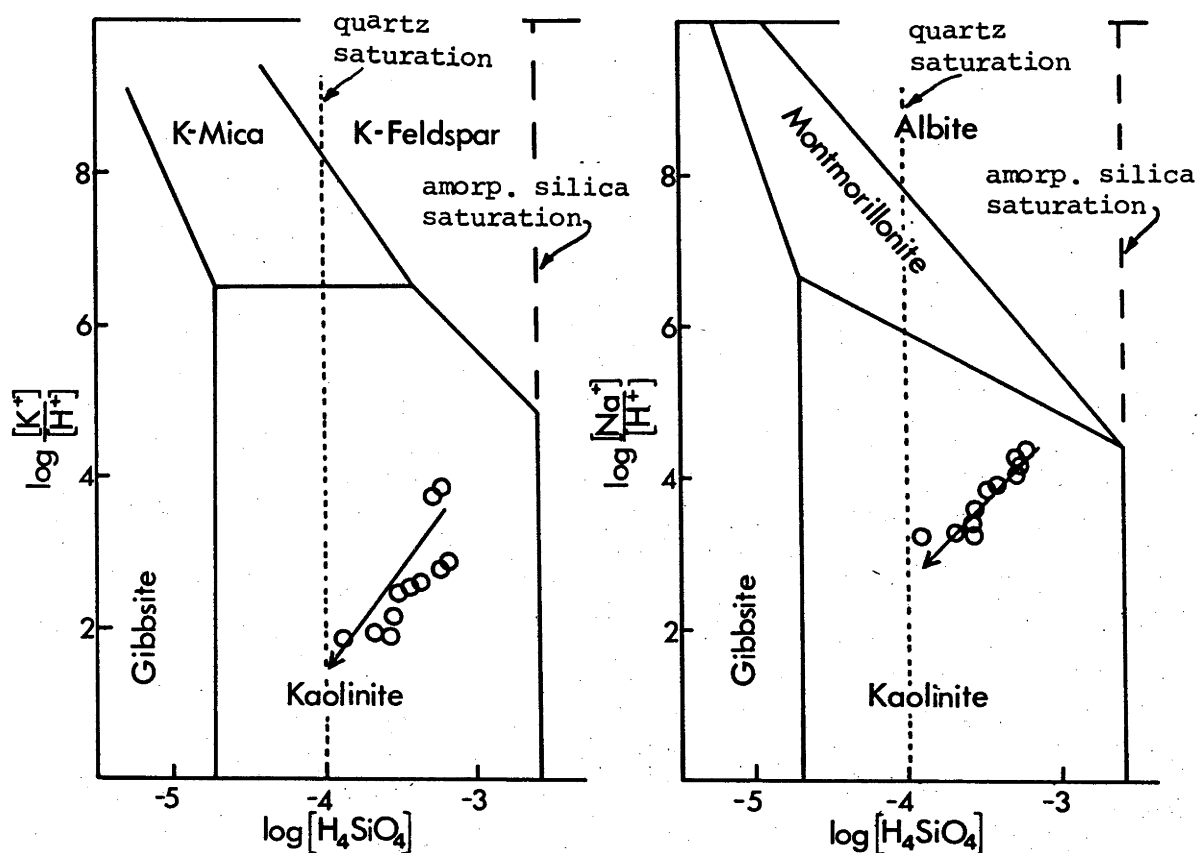 quartz
saturation
K-Mica
K-Feldspar
amorp. silica
saturation
8
6
4
2
log [K+]/[H+]
Gibbsite
Kaolinite
-5
-4
-3
log [H4SiO4]
quartz
saturation
Albite
Montmorillonite
amorp. silica
saturation
8
6
4
2
log [Na+]/[H+]
Gibbsite
Kaolinite
-5
-4
-3
log [H4SiO4]